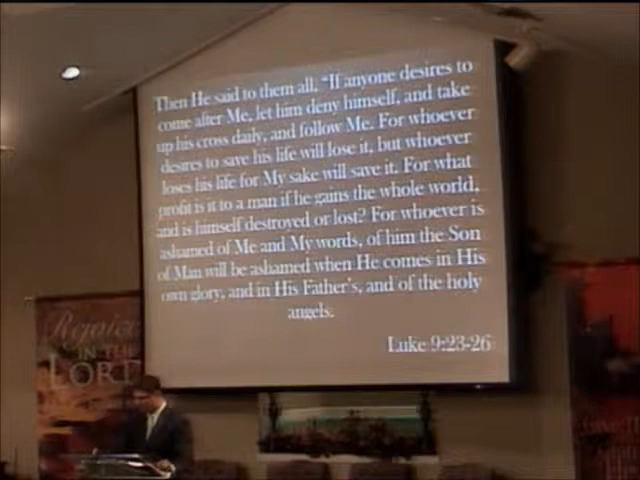 Then He said to them all, "If anyone desires to
come after Me, let him deny himself, and take
up his cross daily, and follow Me. For whoever
desires to save his life will lose it, but whoever
loses his life for My sake will save it. For what
profit is it to a man if he gains the whole world,
and is himself destroyed or lost? For whoever is
ashamed of Me and My words, of him the Son
of Man will be ashamed when He comes in His
own glory, and in His Father's, and of the holy
angels.
Luke 9:23-26
Rejoice
IN THE
LORD